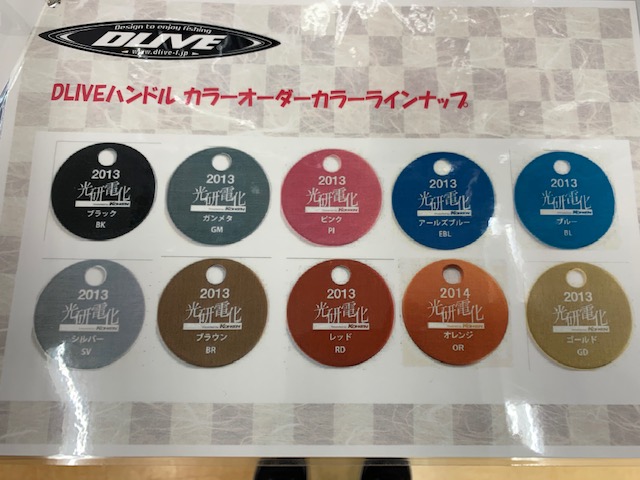 Design to enjoy fishing
DLIVE
www.dlive-f.jp
DLIVEハンドル カラーオーダーカラーラインナップ
2013
光研電化
ブラック
BK
2013
光研電化
ガンメタ
GM
2013
光研電化
ピンク
PI
2013
光研電化
アールズブルー
EBL
2013
光研電化
ブルー
BL
2013
光研電化
シルバー
SV
2013
光研電化
ブラウン
BR
2013
光研電化
レッド
RD
2014
光研電化
オレンジ
OR
2013
光研電化
ゴールド
GD